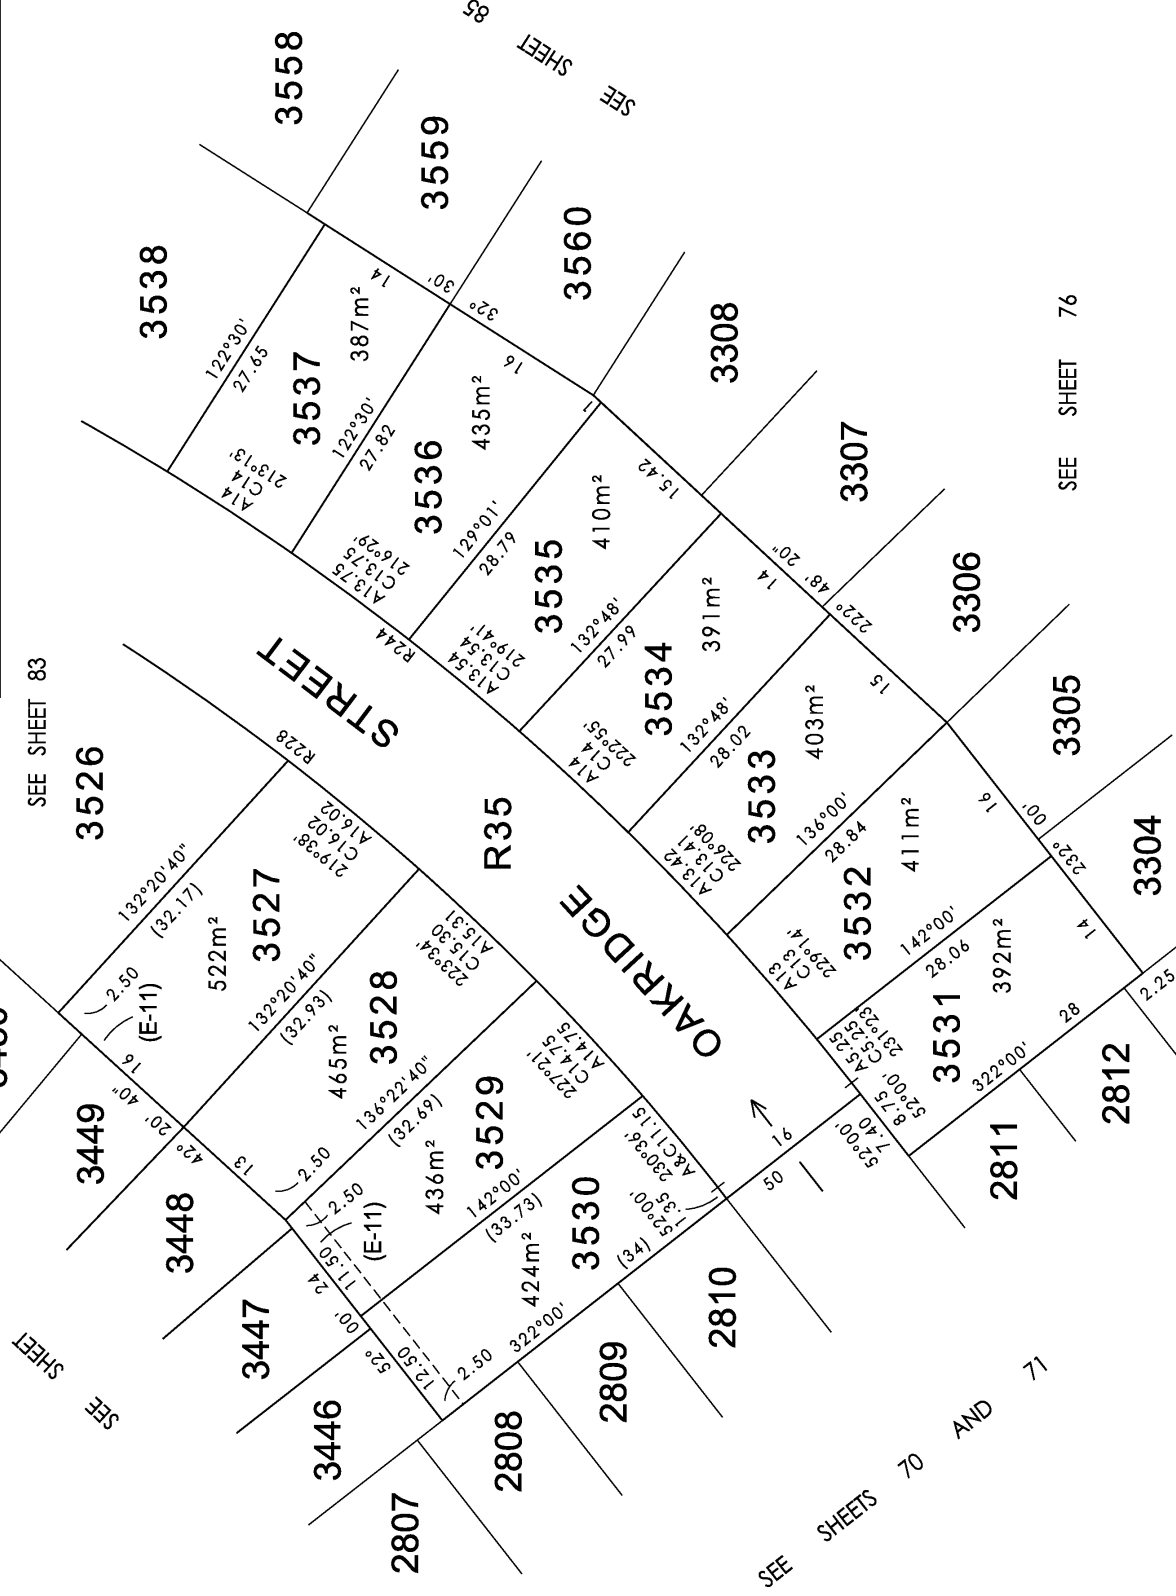 85
SHEET
SEE
3558
3559
3538
3560
122°30'
27.65
14
30'
32°
387m²
3537
3308
16
SEE SHEET 76
435m²
122°30'
27.82
A14
C14
213°13'
3536
1
15.42
3307
410m²
129°01'
28.79
A13.75
C13.75
216°29'
3535
20"
48'
222°
14
391m²
3306
R244
132°48'
27.99
A13.54
C13.54
219°41'
3534
15
STREET
SEE SHEET 83
3526
R228
403m²
3305
132°48'
28.02
A14
C14
222°55'
3533
16
00'
232°
R35
219°38'
C16.02
A16.02
136°00'
28.84
411m²
3304
A13.42
C13.41
226°08'
3532
132°20'40"
(32.17)
3527
522m²
OAKRIDGE
223°34'
C15.30
A15.31
142°00'
28.06
14
392m²
2.50
(E-11)
132°20'40"
(32.93)
3528
465m²
A13
C13
229°14'
3531
2.25
28
322°00'
2812
16
40"
20'
42°
3449
227°21'
C14.75
A14.75
A5.25
C5.25
231°23
8.75
52°00'
136°22'40"
(32.69)
3529
436m²
13
2.50
2811
52°00'
7.40
16
50
3448
A&C11.15
230°36'
52°00'
1.35
142°00'
(33.73)
3530
424m²
2.50
(E-11)
11.50
24
(34)
2810
3447
00'
52°
12.50
2.50
322°00'
2809
SHEET
SEE
3446
2808
2807
SEE SHEETS 70 AND 71